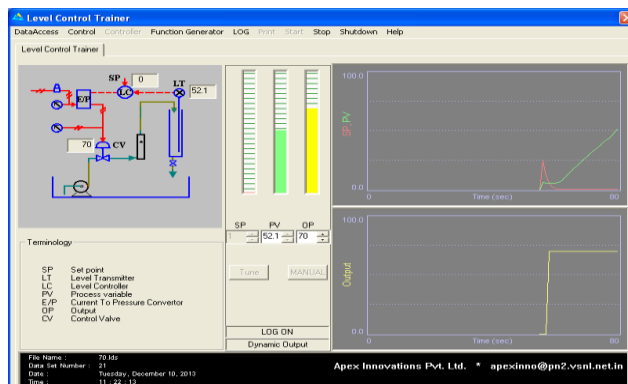 Level Control Trainer
DataAccess Control Controller Function Generator LOG Print Start Stop Shutdown Help
Level Control Trainer
SP 0
LT
E/P
LC
52.1
70
CV
100.0
SP,PV
0.0
Time (sec)
60
SP PV OP
1 52.1 70
Tune MANUAL
LOG ON
Dynamic Output
100.0
Output
0.0
Time (sec)
60
Terminology
SP Set point
LT Level Transmitter
LC Level Controller
PV Process variable
E/P Current To Pressure Convertor
OP Output
CV Control Valve
File Name : 70.lds
Data Set Number : 21
Date : Tuesday, December 10, 2013
Time : 11 : 22 : 13
Apex Innovations Pvt. Ltd. * apexinno@pn2.vsnl.net.in